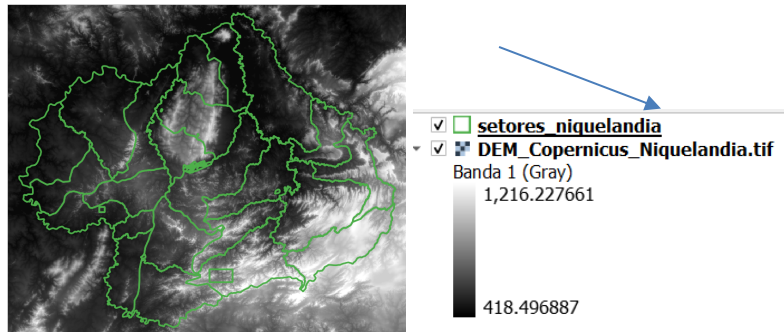 setores_niquelandia
DEM_Copernicus_Niquelandia.tif
Banda 1 (Gray)
1,216.227661
418.496887